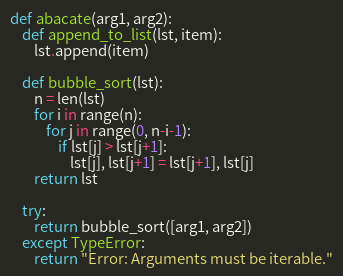 def abacate(arg1, arg2):
    def append_to_list(lst, item):
        lst.append(item)

    def bubble_sort(lst):
        n = len(lst)
        for i in range(n):
            for j in range(0, n-i-1):
                if lst[j] > lst[j+1]:
                    lst[j], lst[j+1] = lst[j+1], lst[j]
        return lst

    try:
        return bubble_sort([arg1, arg2])
    except TypeError:
        return "Error: Arguments must be iterable."